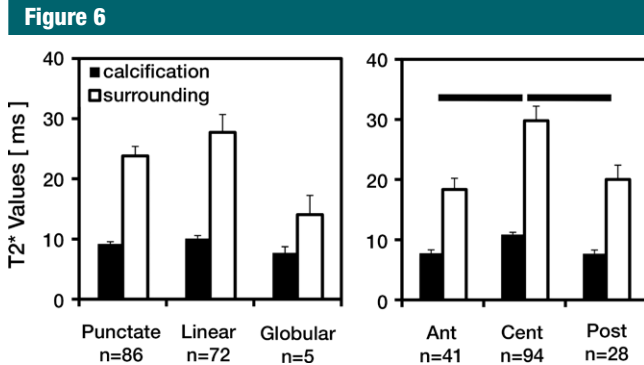 Figure 6
T2* Values [ ms ]
40
30
20
10
0
calcification
surrounding
Punctate Linear Globular
n=86 n=72 n=5
40
30
20
10
0
Ant Cent Post
n=41 n=94 n=28